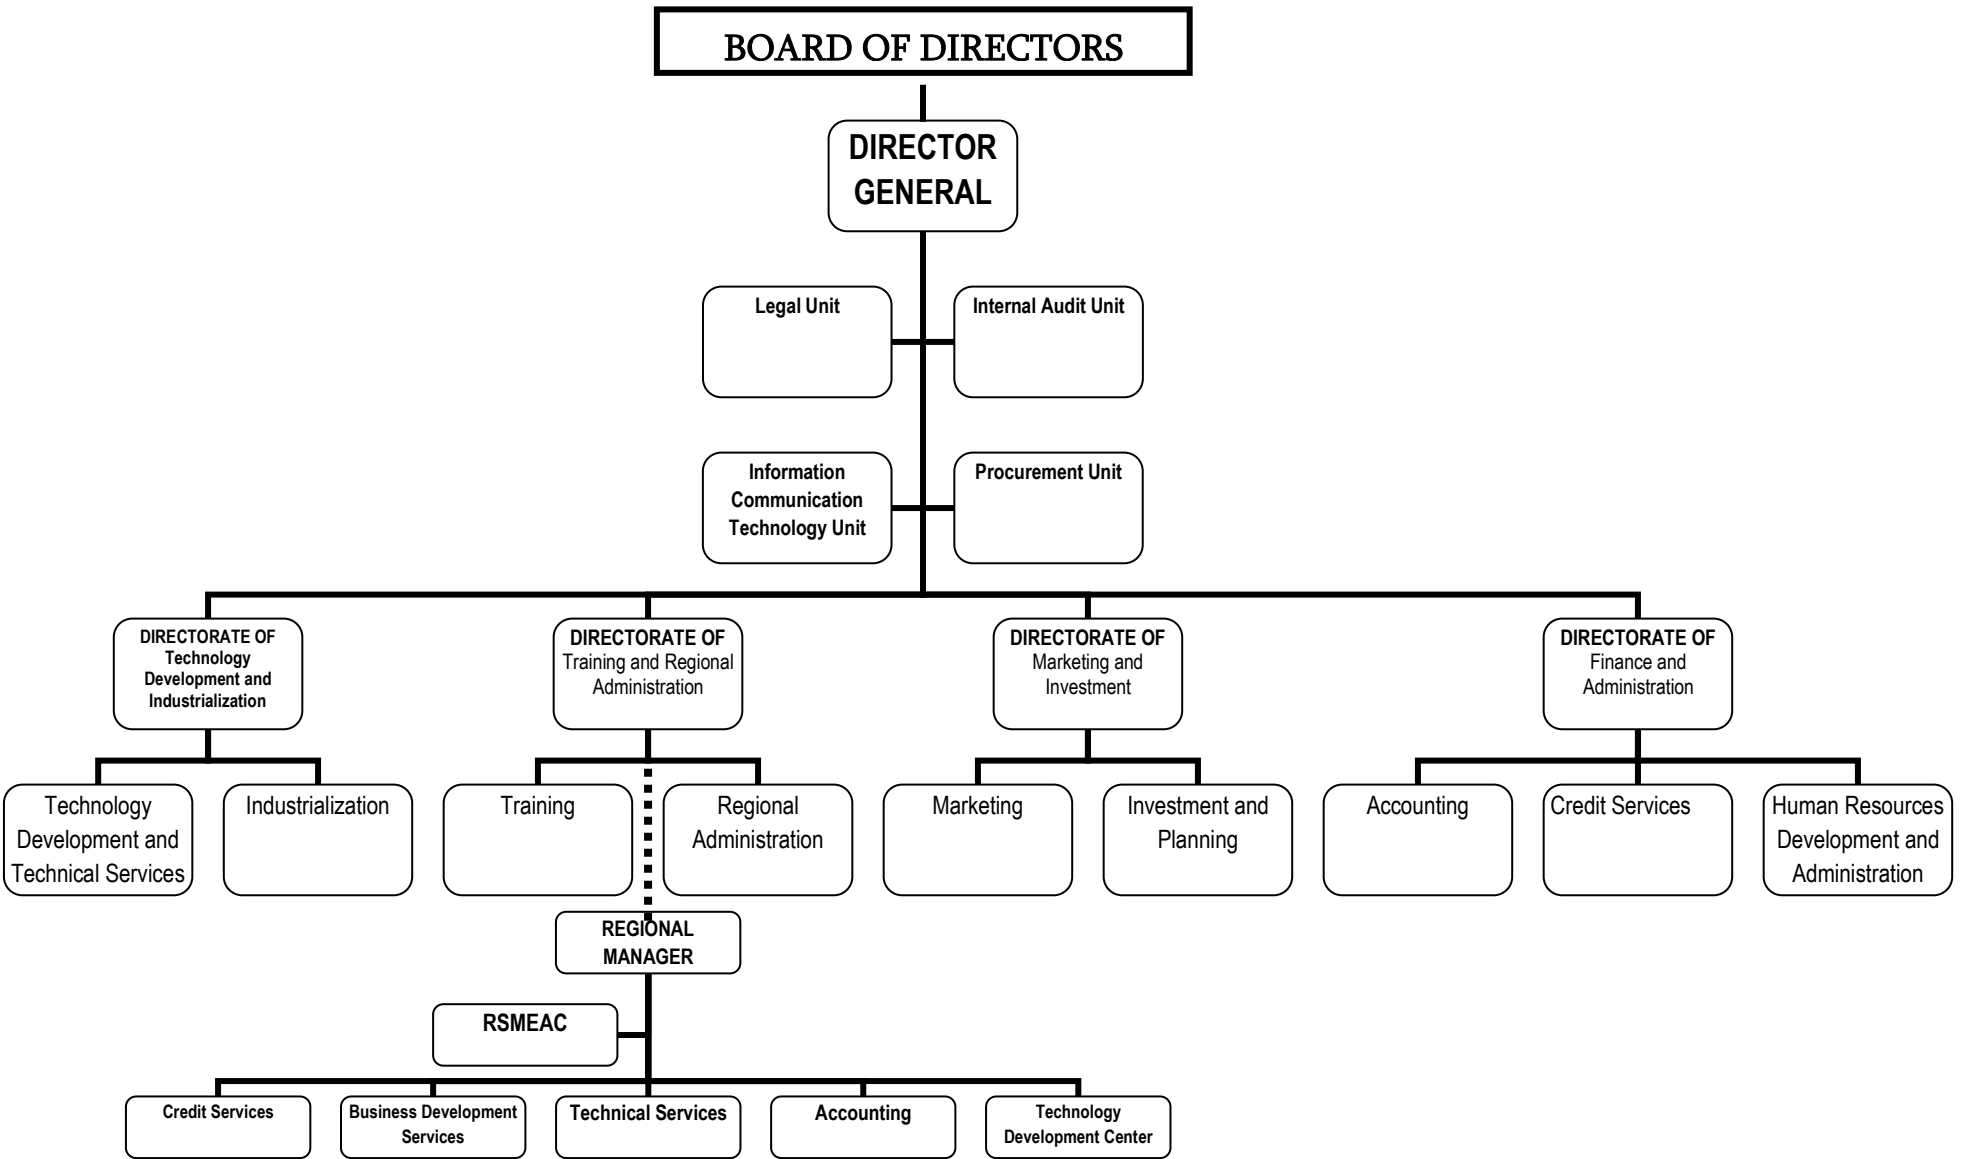 BOARD OF DIRECTORS
DIRECTOR
GENERAL
Legal Unit
Internal Audit Unit
Information
Communication
Technology Unit
Procurement Unit
DIRECTORATE OF
Technology
Development and
Industrialization
DIRECTORATE OF
Training and Regional
Administration
DIRECTORATE OF
Marketing and
Investment
DIRECTORATE OF
Finance and
Administration
Technology
Development and
Technical Services
Industrialization
Training
Regional
Administration
Marketing
Investment and
Planning
Accounting
Credit Services
Human Resources
Development and
Administration
REGIONAL
MANAGER
RSMEAC
Credit Services
Business Development
Services
Technical Services
Accounting
Technology
Development Center